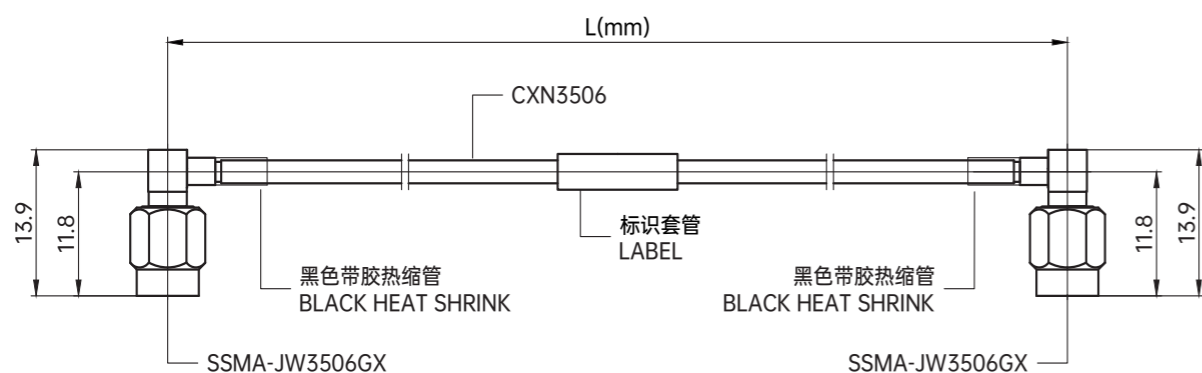 L(mm)
CXN3506
13.9
11.8
标识套管
LABEL
11.8
13.9
黑色带胶热缩管
BLACK HEAT SHRINK
黑色带胶热缩管
BLACK HEAT SHRINK
SSMA-JW3506GX
SSMA-JW3506GX